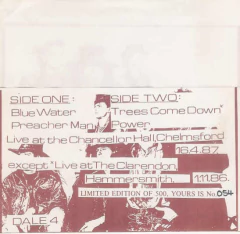 SIDE ONE: SIDE TWO:
Blue Water "Trees Come Down"
Preacher Man Power
Live at the Chancellor Hall, Chelmsford
16.4.87.
except "Live at The Clarendon,
Hammersmith. 1.11.86.
LIMITED EDITION OF 500, YOURS IS No. 054
DALE 4